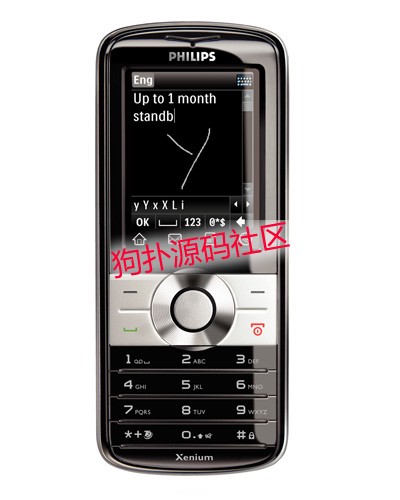 PHILIPS
Eng
Up to 1 month
standb
y Y x X L i
OK 123 @*$
狗扑源码社区
1 2 ABC 3 DEF
4 GHI 5 JKL 6 MNO
7 PQRS 8 TUV 9 WXYZ
*+ 0. #
Xenium